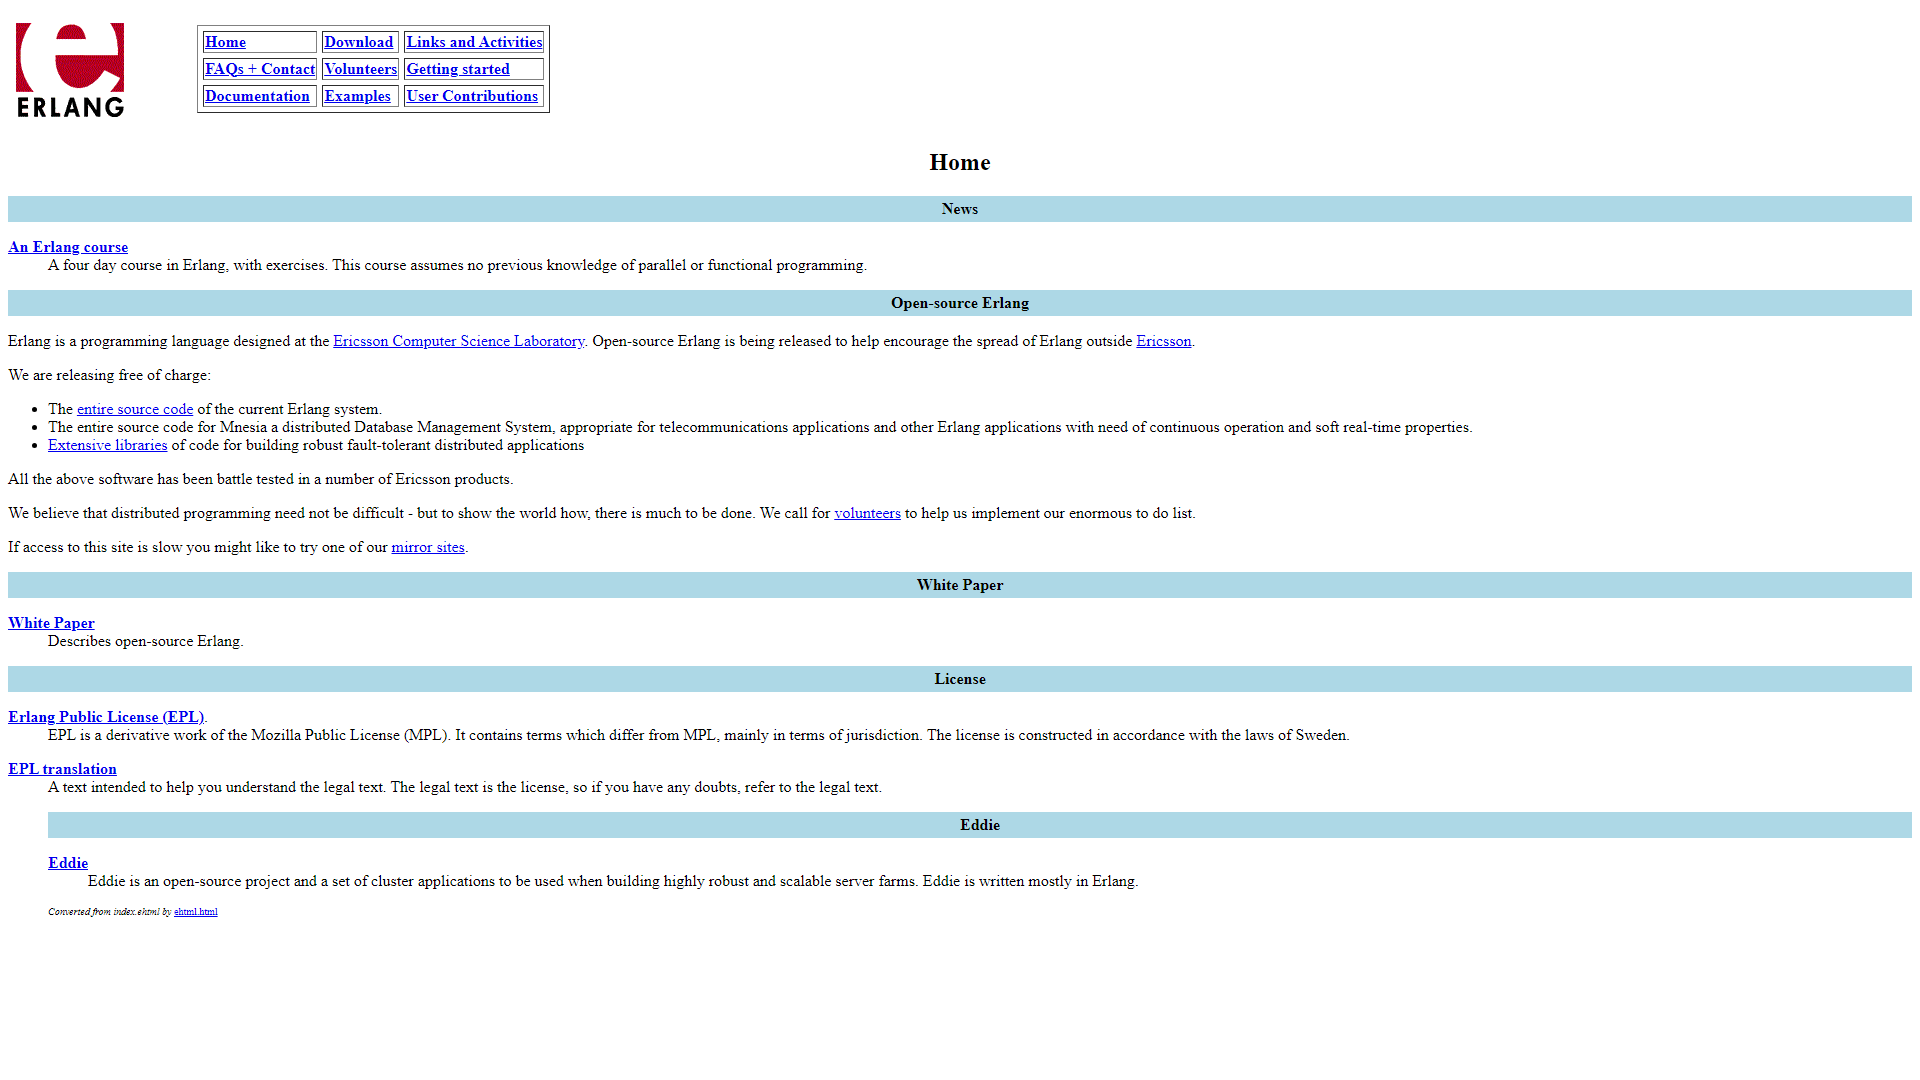 ERLANG
Home Download Links and Activities
FAQs + Contact Volunteers Getting started
Documentation Examples User Contributions
Home
News
An Erlang course
A four day course in Erlang, with exercises. This course assumes no previous knowledge of parallel or functional programming.
Open-source Erlang
Erlang is a programming language designed at the Ericsson Computer Science Laboratory. Open-source Erlang is being released to help encourage the spread of Erlang outside Ericsson.
We are releasing free of charge:
• The entire source code of the current Erlang system.
• The entire source code for Mnesia a distributed Database Management System, appropriate for telecommunications applications and other Erlang applications with need of continuous operation and soft real-time properties.
• Extensive libraries of code for building robust fault-tolerant distributed applications
All the above software has been battle tested in a number of Ericsson products.
We believe that distributed programming need not be difficult - but to show the world how, there is much to be done. We call for volunteers to help us implement our enormous to do list.
If access to this site is slow you might like to try one of our mirror sites.
White Paper
White Paper
Describes open-source Erlang.
License
Erlang Public License (EPL).
EPL is a derivative work of the Mozilla Public License (MPL). It contains terms which differ from MPL, mainly in terms of jurisdiction. The license is constructed in accordance with the laws of Sweden.
EPL translation
A text intended to help you understand the legal text. The legal text is the license, so if you have any doubts, refer to the legal text.
Eddie
Eddie
Eddie is an open-source project and a set of cluster applications to be used when building highly robust and scalable server farms. Eddie is written mostly in Erlang.
Converted from index.ehtml by ehtml.html